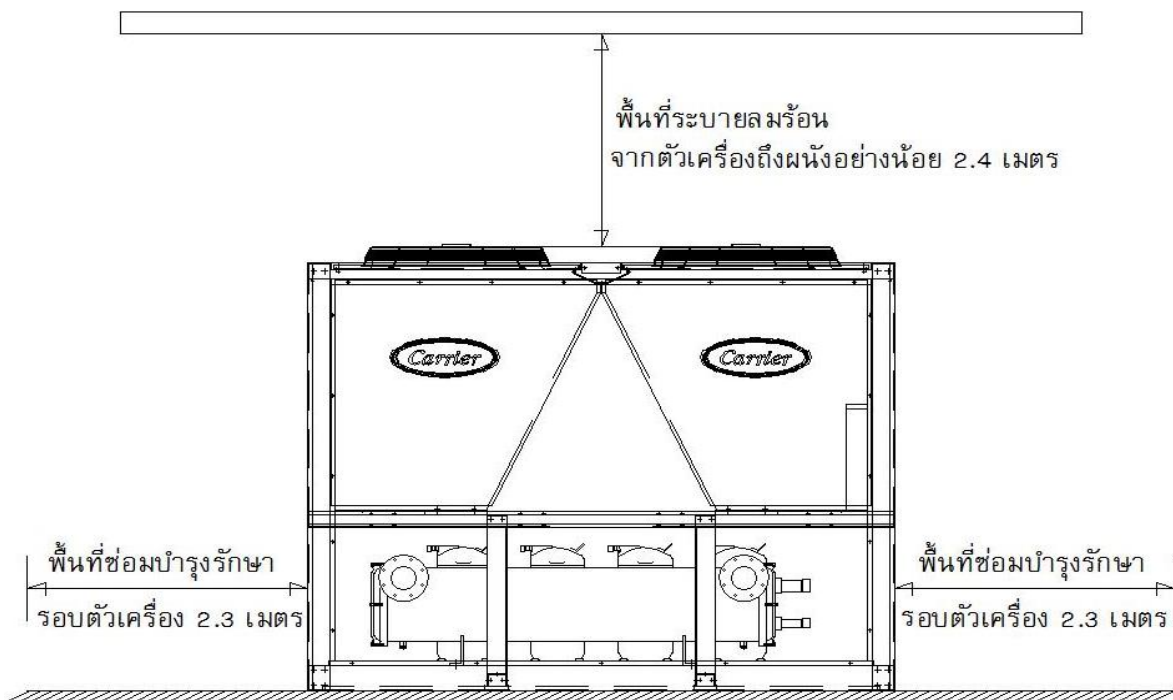 พื้นที่ระบายลมร้อน
จากตัวเครื่องถึงผนังอย่างน้อย 2.4 เมตร
Carrier
Carrier
พื้นที่ซ่อมบำรุงรักษา
รอบตัวเครื่อง 2.3 เมตร
พื้นที่ซ่อมบำรุงรักษา
รอบตัวเครื่อง 2.3 เมตร